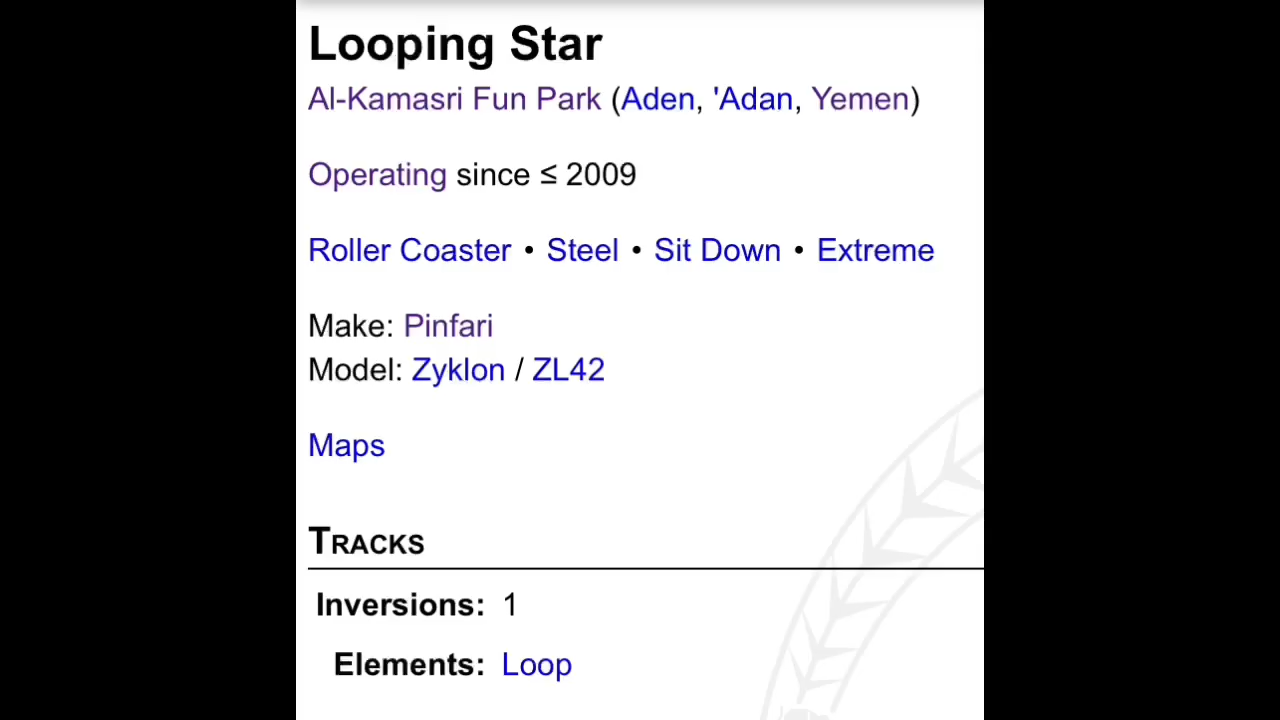 Looping Star
Al-Kamasri Fun Park (Aden, 'Adan, Yemen)
Operating since ≤ 2009
Roller Coaster • Steel • Sit Down • Extreme
Make: Pinfari
Model: Zyklon / ZL42
Maps
Tracks
Inversions: 1
Elements: Loop